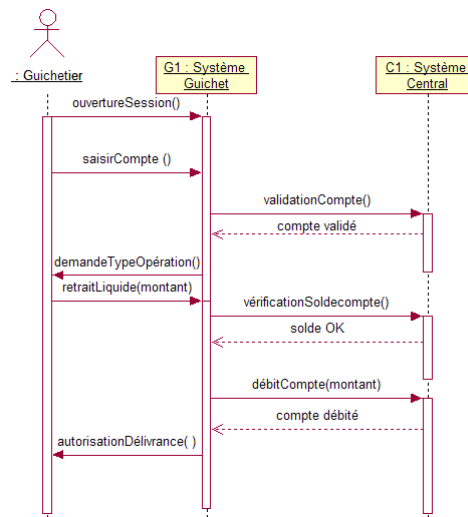 : Guichetier
G1 : Système
Guichet
C1 : Système
Central
ouvertureSession()
saisirCompte ()
validationCompte()
compte validé
demandeTypeOpération()
retraitLiquide(montant)
vérificationSoldecompte()
solde OK
débitCompte(montant)
compte débité
autorisationDélivrance( )